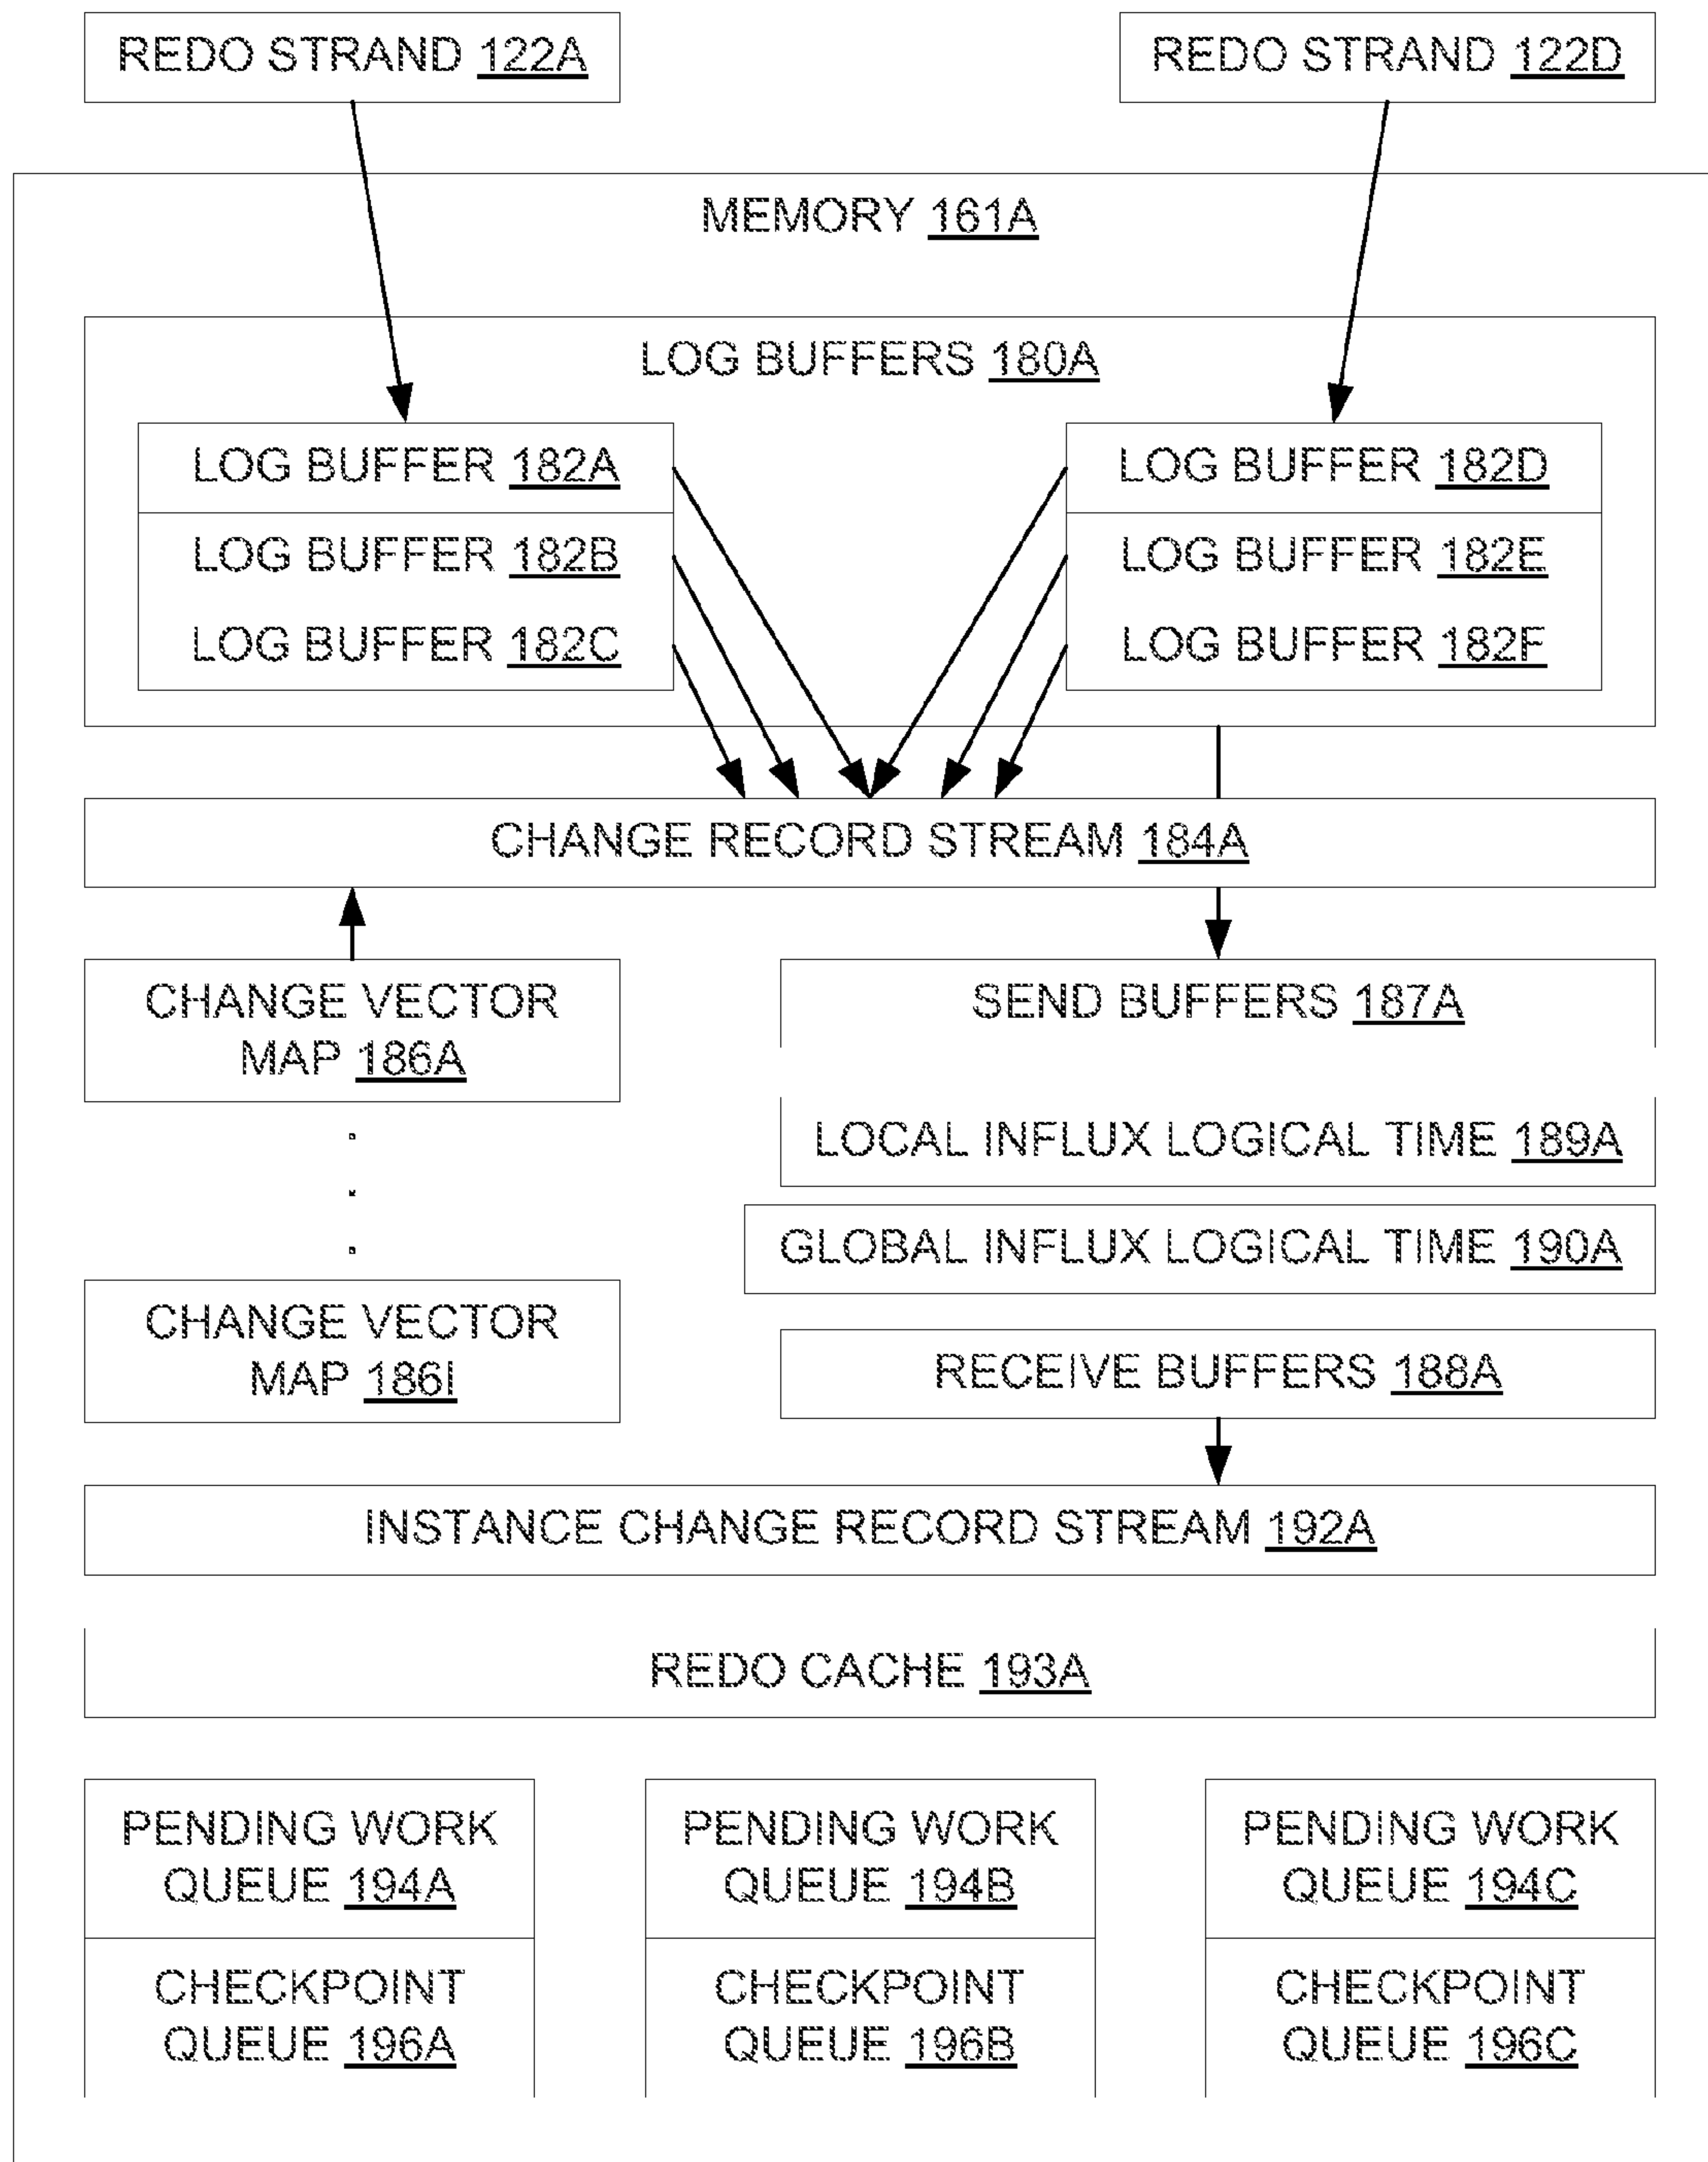 REDO STRAND 122A
REDO STRAND 122D
MEMORY 161A
LOG BUFFERS 180A
LOG BUFFER 182A
LOG BUFFER 182B
LOG BUFFER 182C
LOG BUFFER 182D
LOG BUFFER 182E
LOG BUFFER 182F
CHANGE RECORD STREAM 184A
CHANGE VECTOR
MAP 186A
CHANGE VECTOR
MAP 186I
SEND BUFFERS 187A
LOCAL INFLUX LOGICAL TIME 189A
GLOBAL INFLUX LOGICAL TIME 190A
RECEIVE BUFFERS 188A
INSTANCE CHANGE RECORD STREAM 192A
REDO CACHE 193A
PENDING WORK
QUEUE 194A
CHECKPOINT
QUEUE 196A
PENDING WORK
QUEUE 194B
CHECKPOINT
QUEUE 196B
PENDING WORK
QUEUE 194C
CHECKPOINT
QUEUE 196C